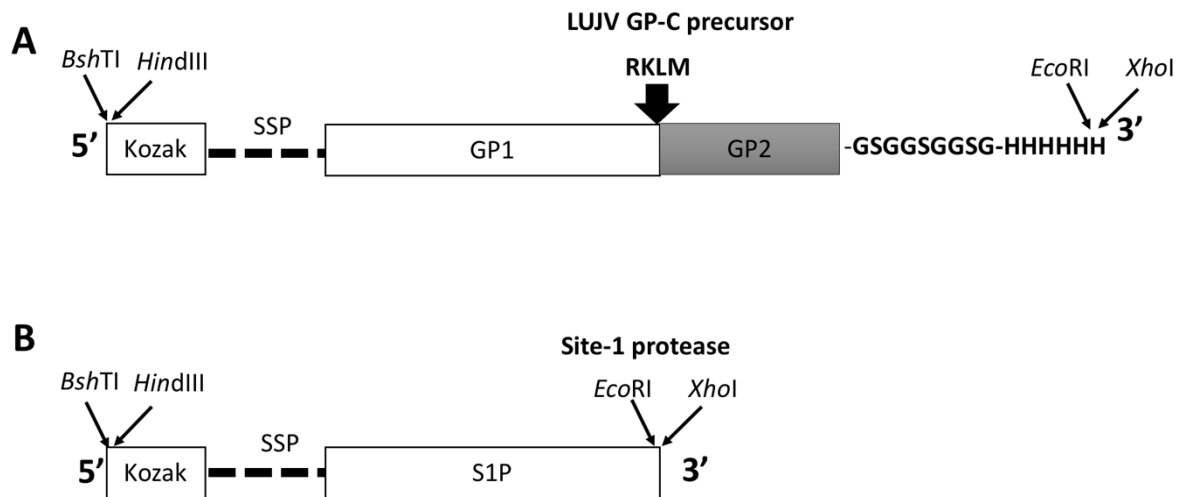 LUJV GP-C precursor
A
BshTI HindIII
RKLM
EcoRI XhoI
SSP
5’ Kozak GP1 GP2 -GSGGSGGSG-HHHHHH 3’
B
Site-1 protease
BshTI HindIII
EcoRI XhoI
SSP
5’ Kozak S1P 3’